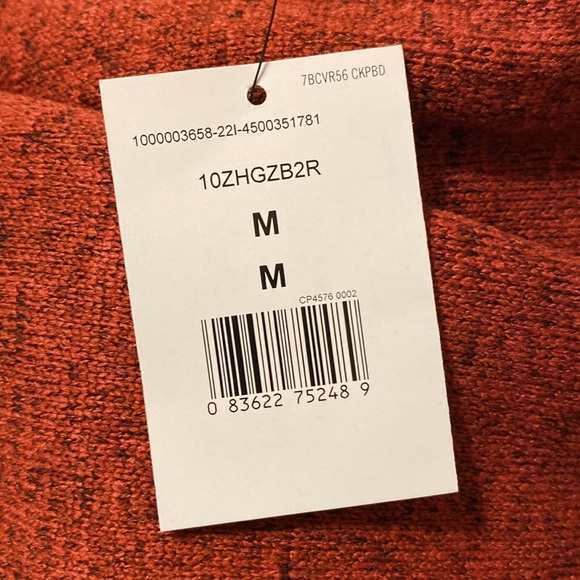 7BCVR56 CKPBD
1000003658-22I-4500351781
10ZHGZB2R
M
M
CP4576 0002
0 83622 75248 9